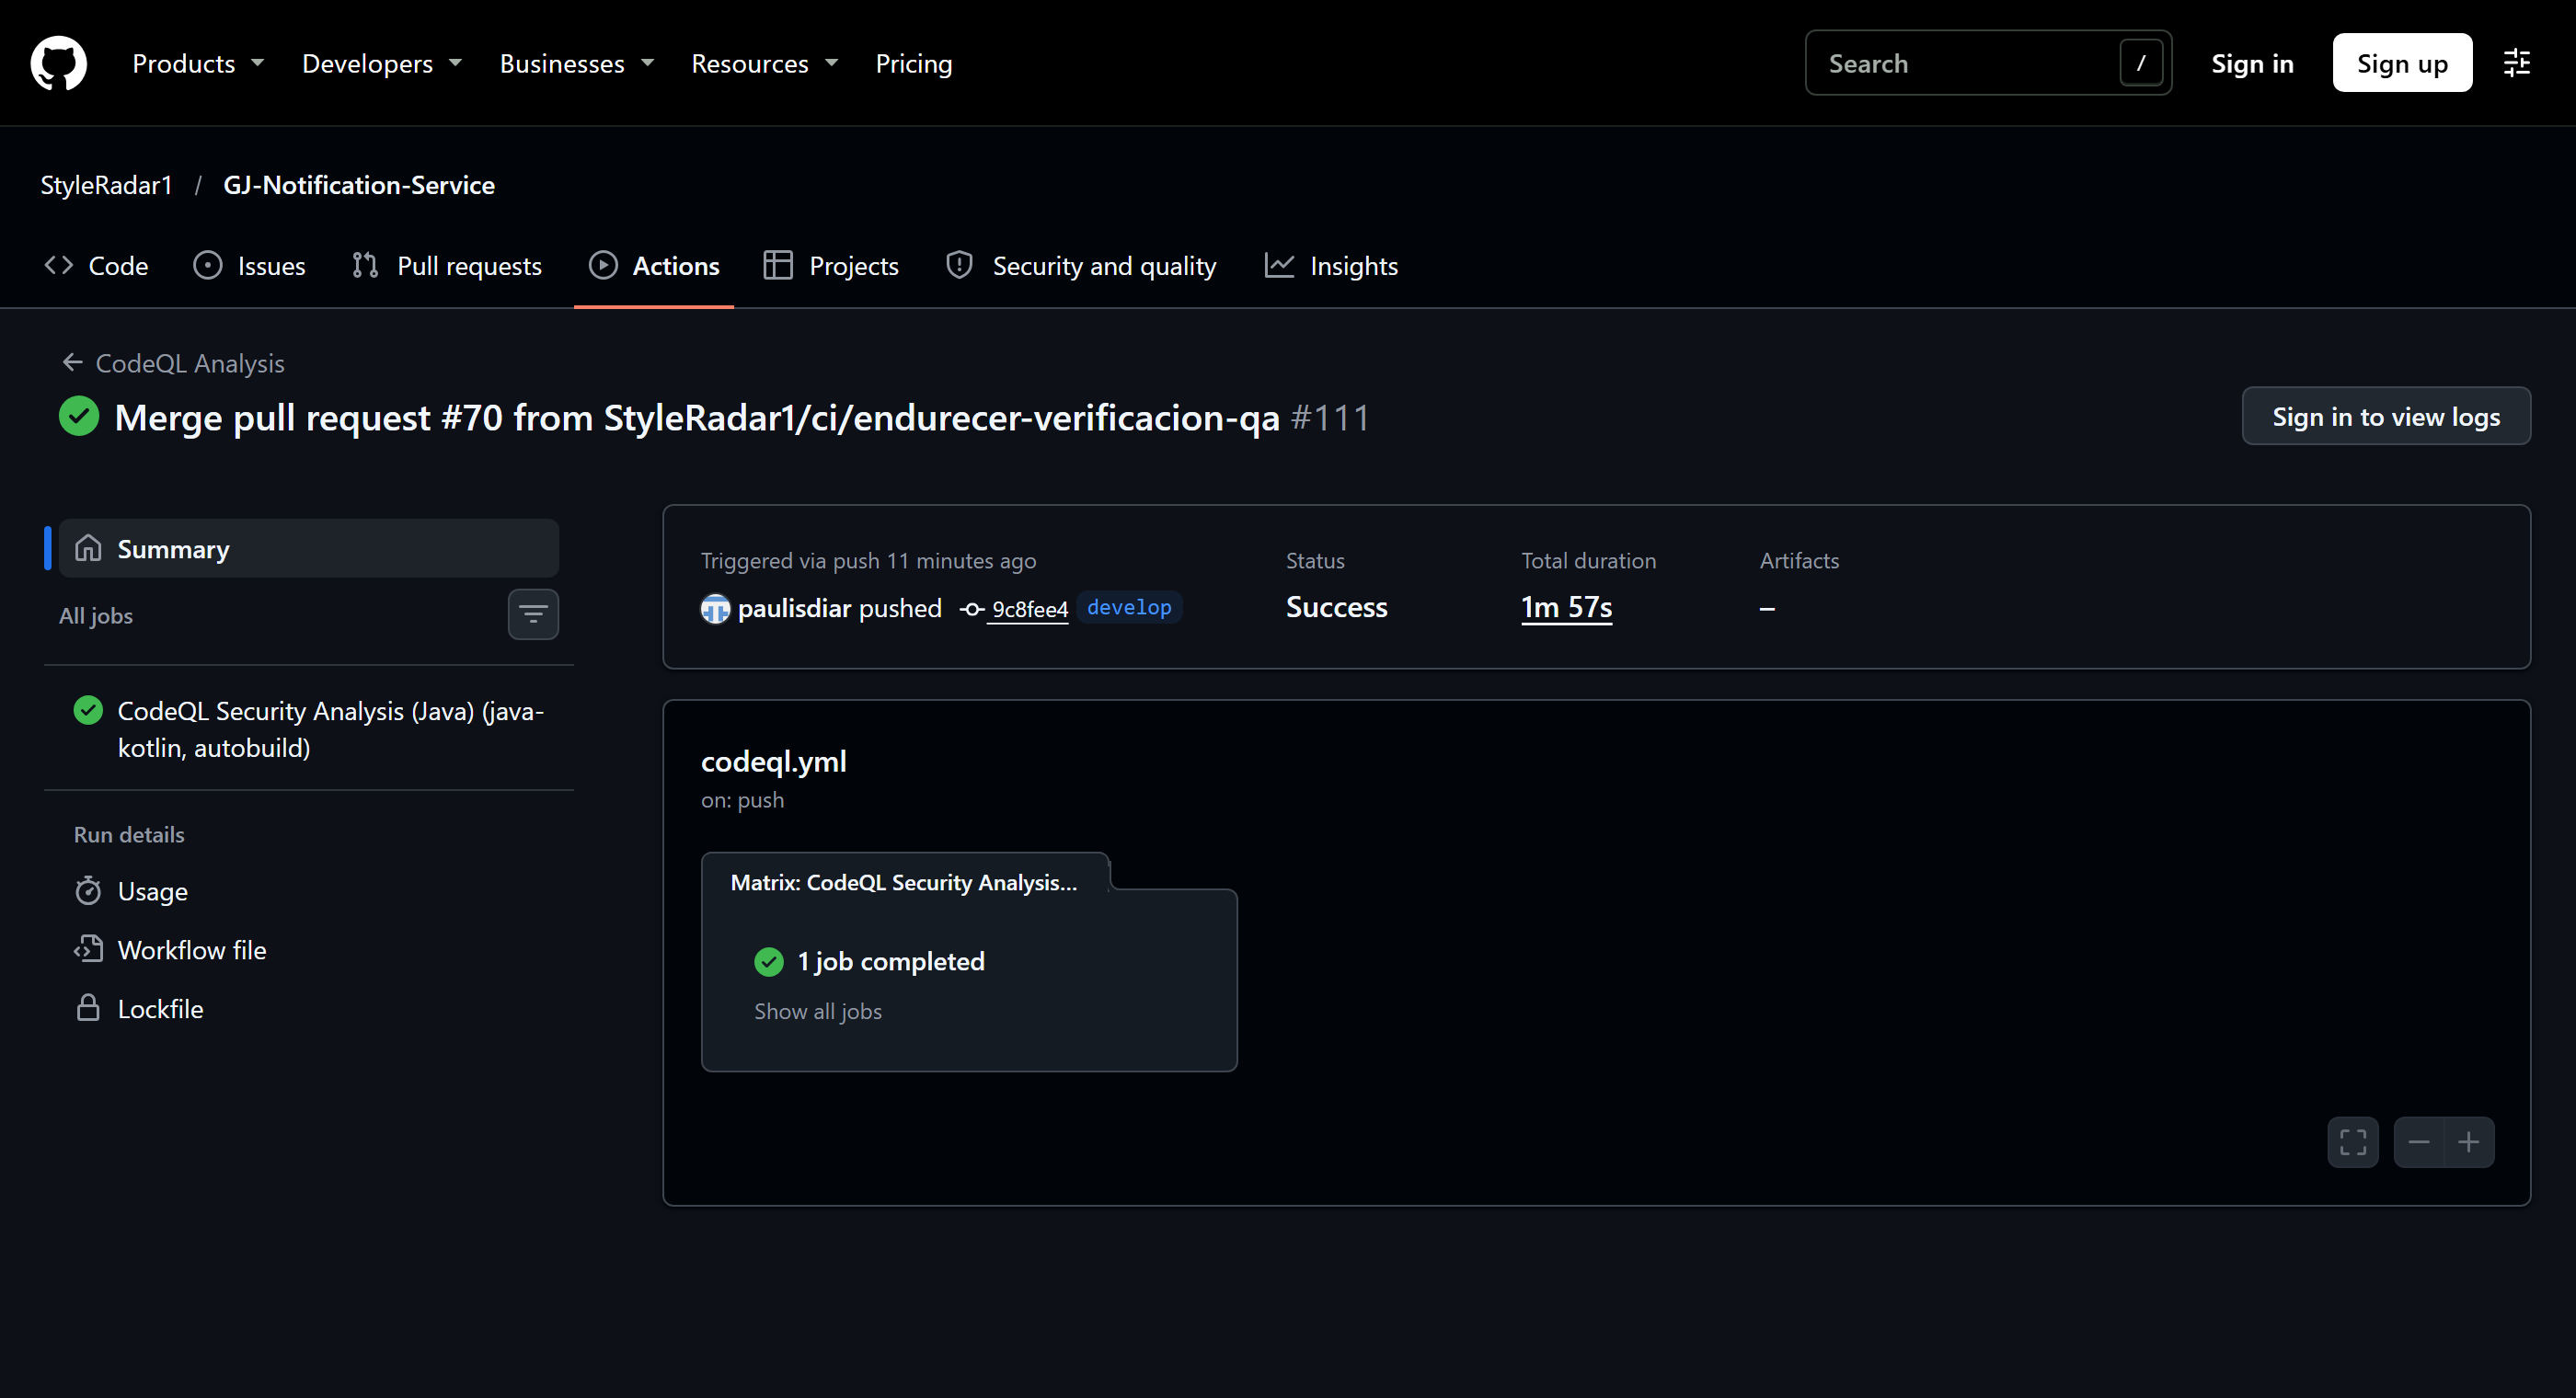 Products Developers Businesses Resources Pricing Search / Sign in Sign up
StyleRadar1 / GJ-Notification-Service
Code Issues Pull requests Actions Projects Security and quality Insights
CodeQL Analysis
Merge pull request #70 from StyleRadar1/ci/endurecer-verificacion-qa #111
Sign in to view logs
Summary
All jobs
CodeQL Security Analysis (Java) (java-
kotlin, autobuild)
Run details
Usage
Workflow file
Lockfile
Triggered via push 11 minutes ago
paulisdiar pushed 9c8fee4 develop
Status
Success
Total duration
1m 57s
Artifacts
–
codeql.yml
on: push
Matrix: CodeQL Security Analysis...
1 job completed
Show all jobs